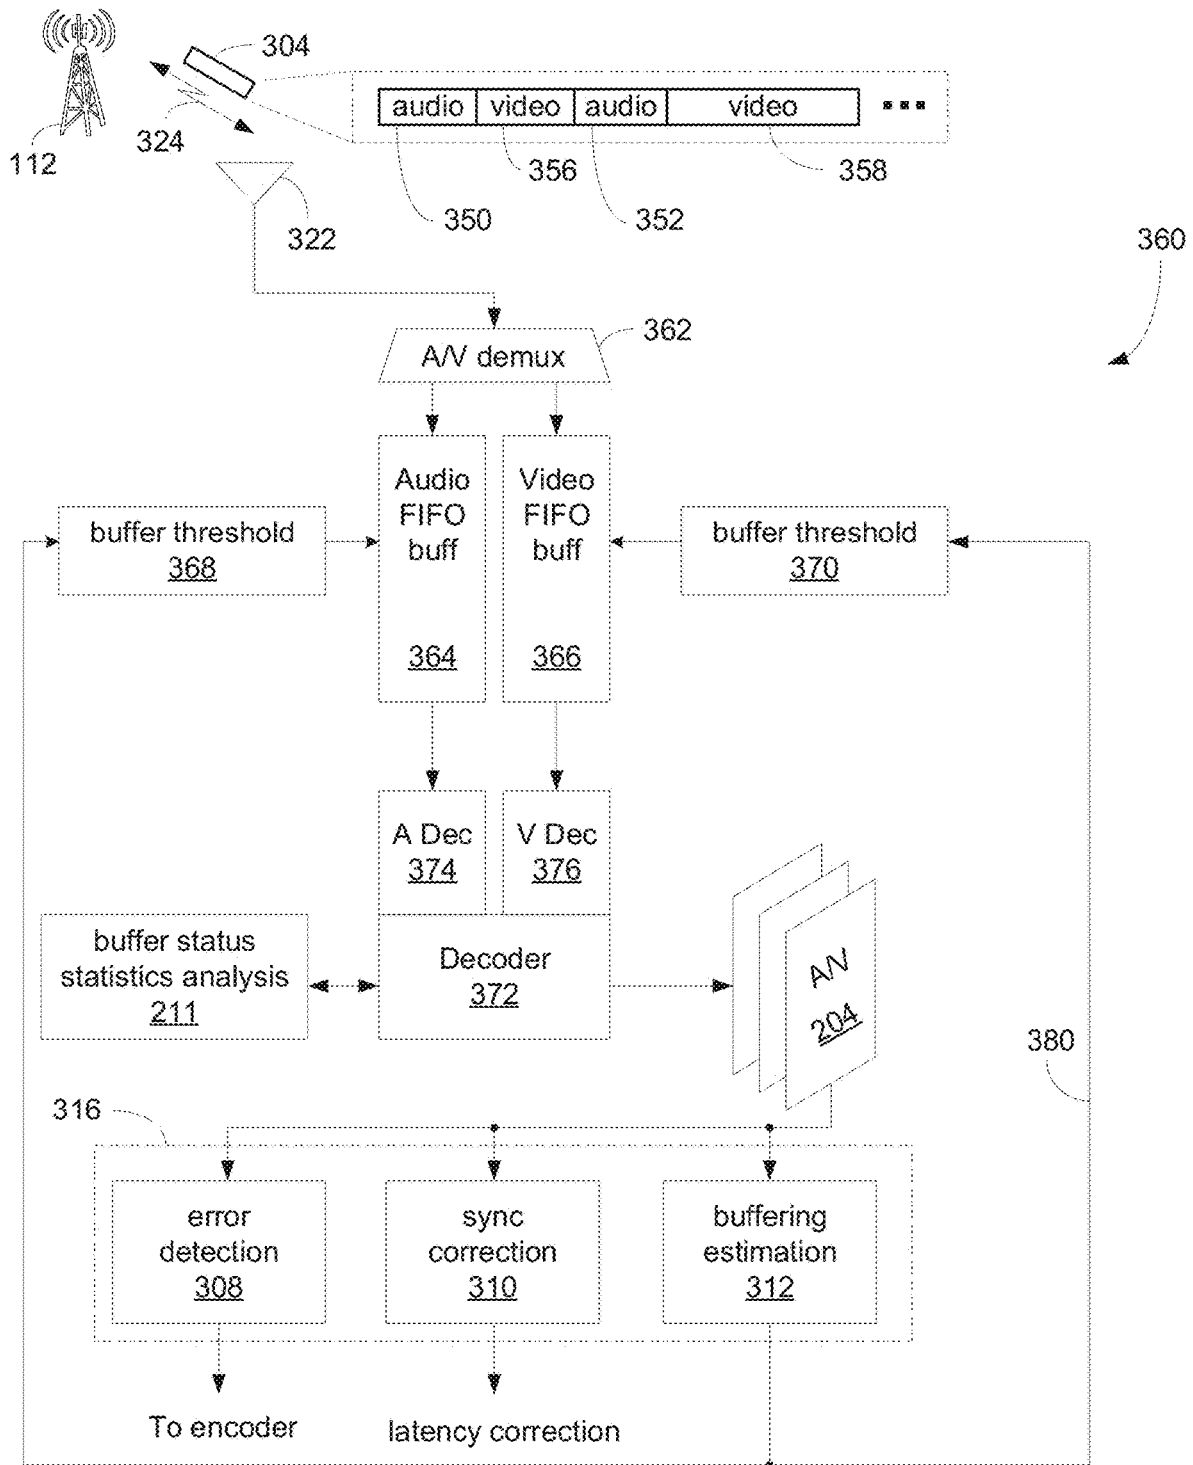 304
audio video audio video
324
112
356
358
350
352
322
360
362
A/V demux
Audio
FIFO
buff
364
Video
FIFO
buff
366
buffer threshold
368
buffer threshold
370
A Dec
374
V Dec
376
buffer status
statistics analysis
211
Decoder
372
A/V
204
380
316
error
detection
308
sync
correction
310
buffering
estimation
312
To encoder
latency correction